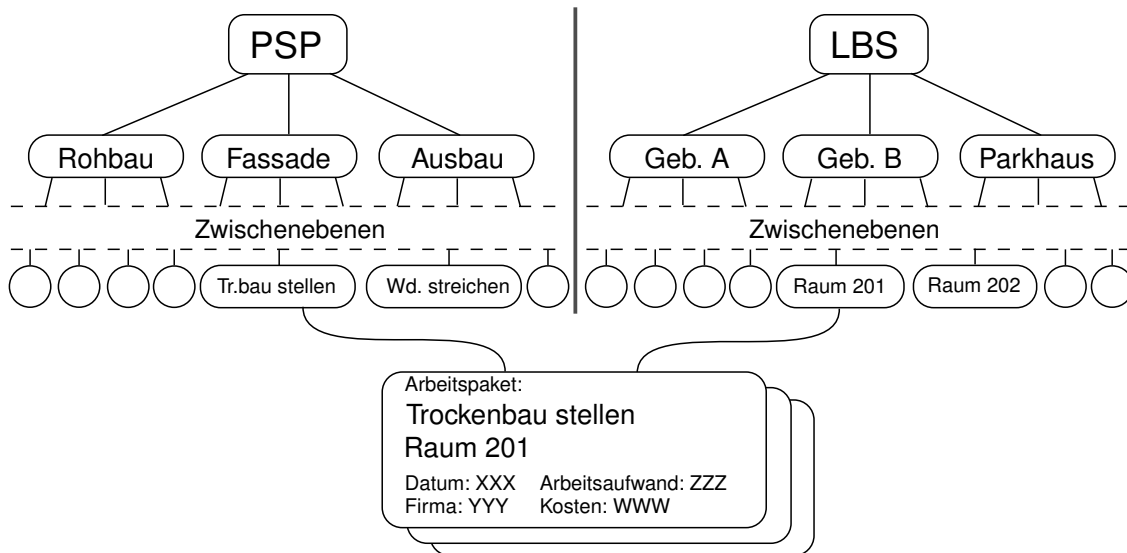 PSP
LBS
Rohbau
Fassade
Ausbau
Geb. A
Geb. B
Parkhaus
Zwischenebenen
Zwischenebenen
Tr.bau stellen
Wd. streichen
Raum 201
Raum 202
Arbeitspaket:
Trockenbau stellen
Raum 201
Datum: XXX Arbeitsaufwand: ZZZ
Firma: YYY Kosten: WWW